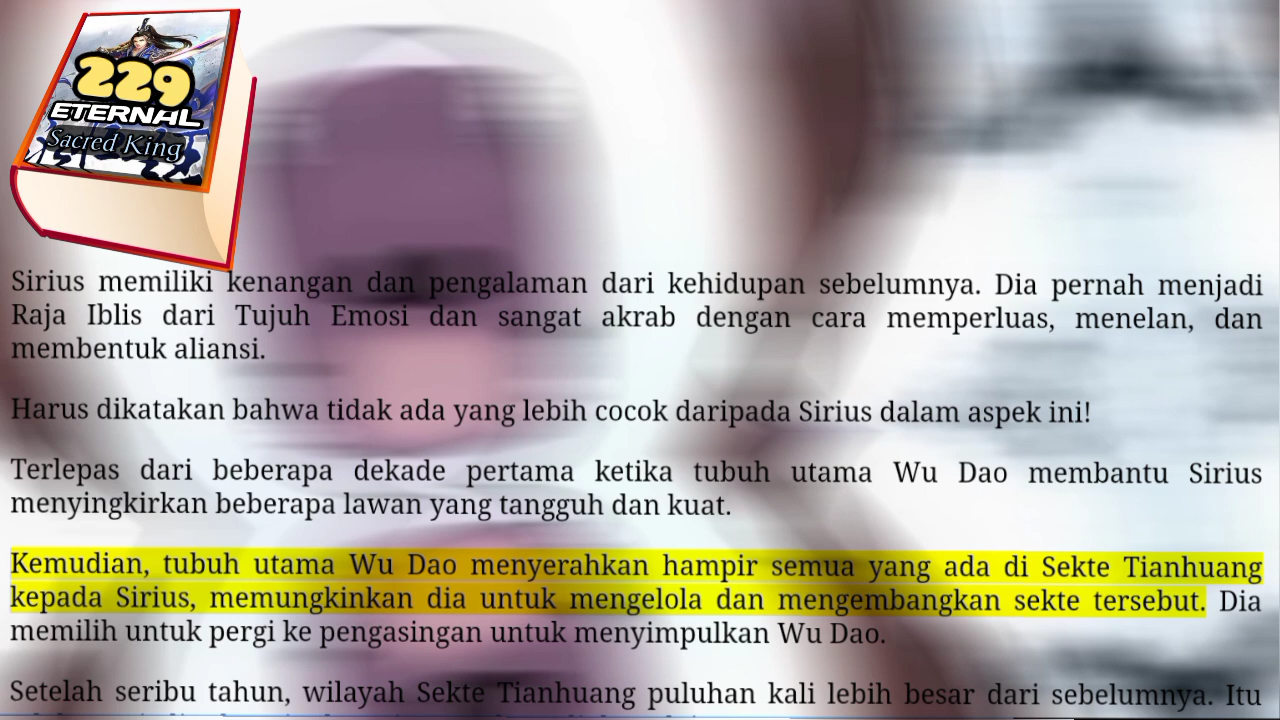 229
ETERNAL
Sacred King
Sirius memiliki kenangan dan pengalaman dari kehidupan sebelumnya. Dia pernah menjadi
Raja Iblis dari Tujuh Emosi dan sangat akrab dengan cara memperluas, menelan, dan
membentuk aliansi.
Harus dikatakan bahwa tidak ada yang lebih cocok daripada Sirius dalam aspek ini!
Terlepas dari beberapa dekade pertama ketika tubuh utama Wu Dao membantu Sirius
menyingkirkan beberapa lawan yang tangguh dan kuat.
Kemudian, tubuh utama Wu Dao menyerahkan hampir semua yang ada di Sekte Tianhuang
kepada Sirius, memungkinkan dia untuk mengelola dan mengembangkan sekte tersebut. Dia
memilih untuk pergi ke pengasingan untuk menyimpulkan Wu Dao.
Setelah seribu tahun, wilayah Sekte Tianhuang puluhan kali lebih besar dari sebelumnya. Itu